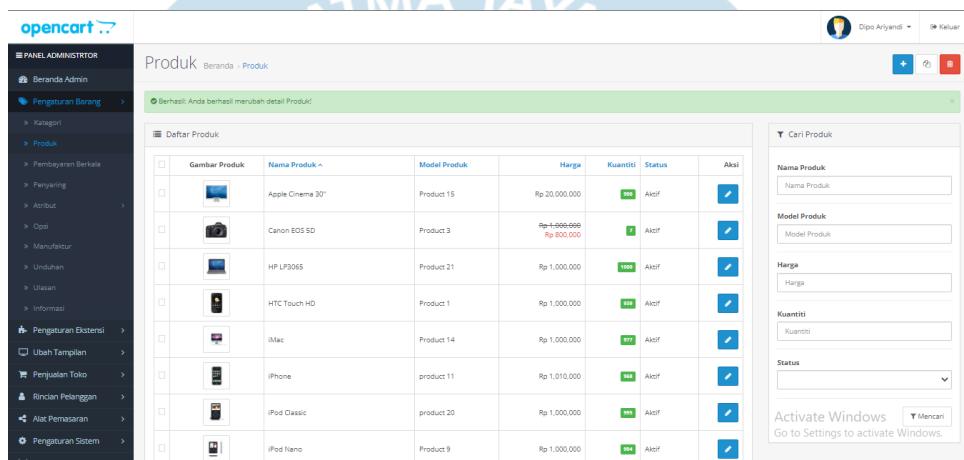 opencart
Dipo Ariyandi
Keluar
PANEL ADMINISTRTOR
Beranda Admin
Pengaturan Barang
» Kategori
» Produk
» Pembayaran Berkala
» Penyaring
» Atribut
» Opsi
» Manufaktur
» Unduhan
» Ulasan
» Informasi
Pengaturan Ekstensi
Ubah Tampilan
Penjualan Toko
Rincian Pelanggan
Alat Pemasaran
Pengaturan Sistem
Produk Beranda › Produk
Berhasil: Anda berhasil merubah detail Produk!
Daftar Produk
Gambar Produk Nama Produk Model Produk Harga Kuantiti Status Aksi
Apple Cinema 30" Product 15 Rp 20,000,000 990 Aktif
Canon EOS 5D Product 3 Rp 1,000,000 7 Aktif
Rp 800,000
HP LP3065 Product 21 Rp 1,000,000 1000 Aktif
HTC Touch HD Product 1 Rp 1,000,000 939 Aktif
iMac Product 14 Rp 1,000,000 977 Aktif
iPhone product 11 Rp 1,010,000 968 Aktif
iPod Classic product 20 Rp 1,000,000 995 Aktif
iPod Nano Product 9 Rp 1,000,000 994 Aktif
Cari Produk
Nama Produk
Nama Produk
Model Produk
Model Produk
Harga
Harga
Kuantiti
Kuantiti
Status
Mencari
Activate Windows
Go to Settings to activate Windows.